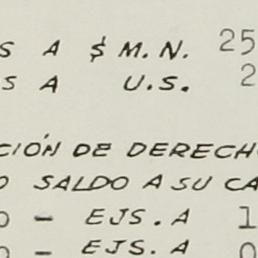 S A $ M.N. 25
S A U.S. 2
CIÓN DE DERECH
O SALDO A SU CA
O - EJS. A 1
O - EJS. A 0